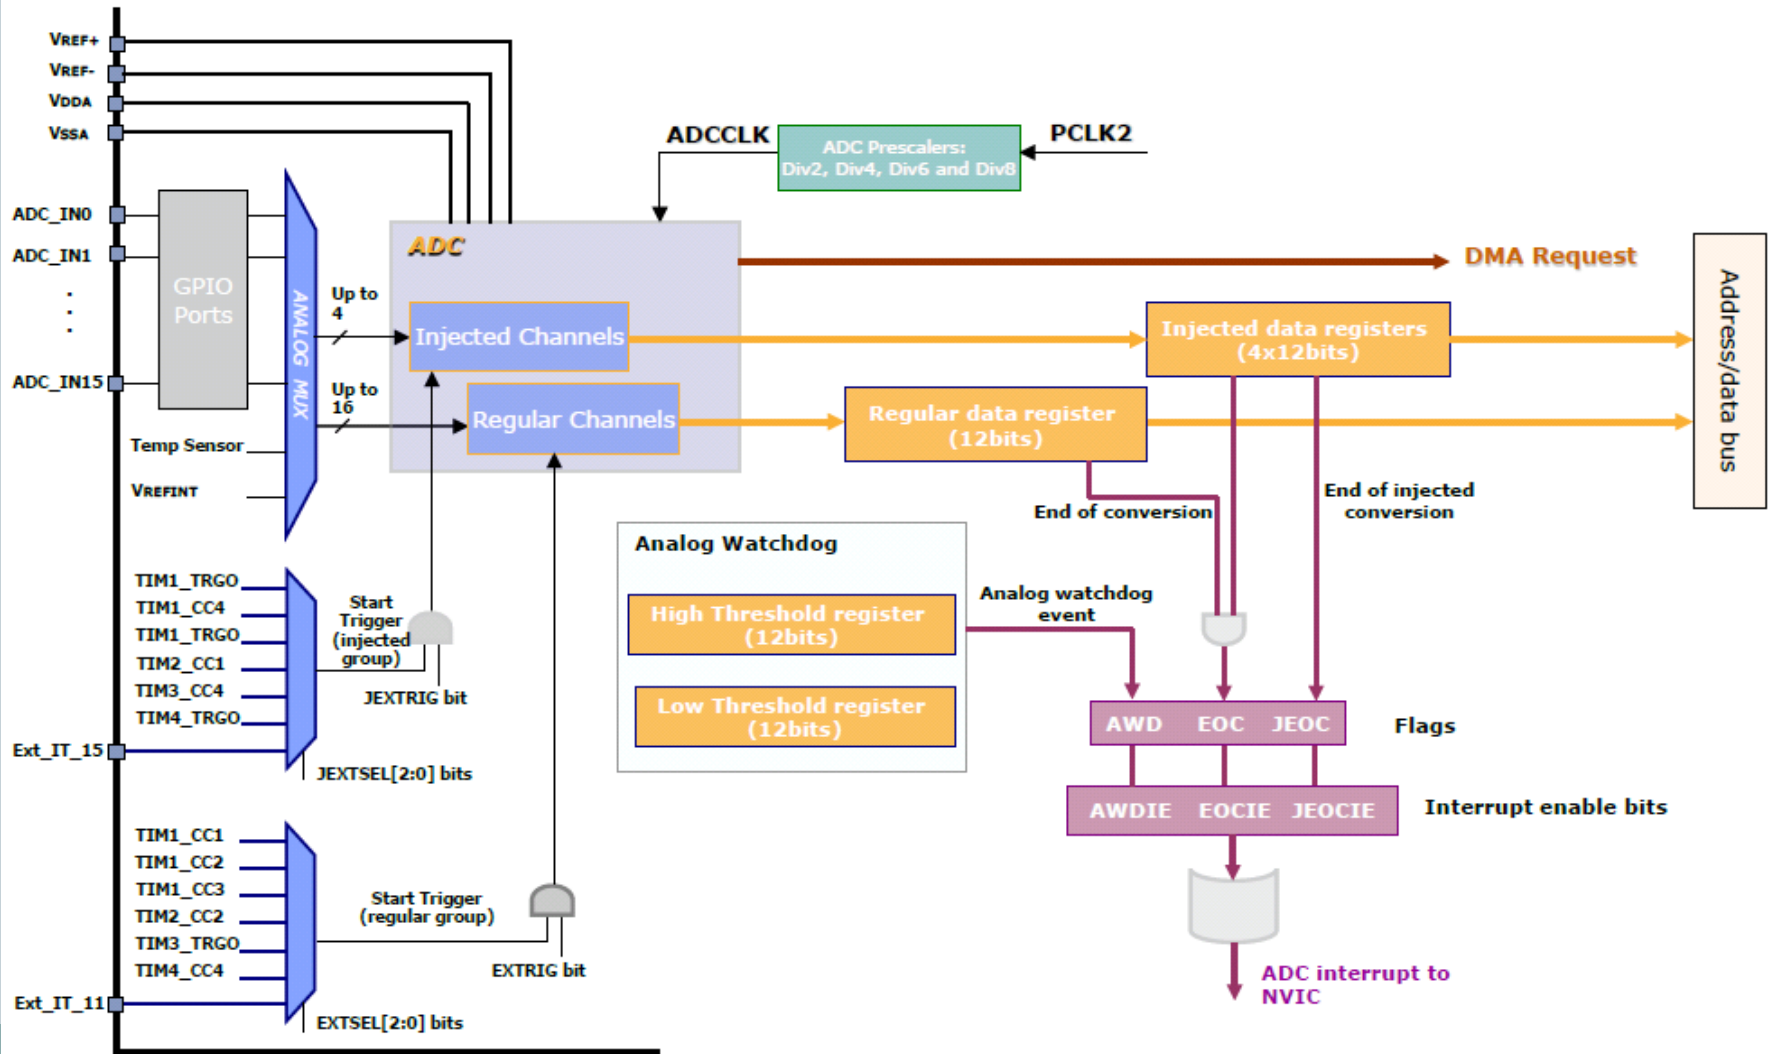 VREF+
VREF-
VDDA
VSSA
ADCCLK
PCLK2
ADC Prescalers:
Div2, Div4, Div6 and Div8
ADC_IN0
ADC_IN1
.
.
.
ADC_IN15
GPIO
Ports
ANALOG MUX
Temp Sensor
VREFINT
Up to
4
Up to
16
ADC
Injected Channels
Regular Channels
DMA Request
Injected data registers
(4x12bits)
Regular data register
(12bits)
Address/data bus
End of conversion
End of injected
conversion
Analog Watchdog
High Threshold register
(12bits)
Low Threshold register
(12bits)
Analog watchdog
event
TIM1_TRGO
TIM1_CC4
TIM1_TRGO
TIM2_CC1
TIM3_CC4
TIM4_TRGO
Ext_IT_15
Start
Trigger
(injected
group)
JEXTRIG bit
JEXTSEL[2:0] bits
AWD EOC JEOC
Flags
AWDIE EOCIE JEOCIE
Interrupt enable bits
TIM1_CC1
TIM1_CC2
TIM1_CC3
TIM2_CC2
TIM3_TRGO
TIM4_CC4
Ext_IT_11
Start Trigger
(regular group)
EXTRIG bit
EXTSEL[2:0] bits
ADC interrupt to
NVIC